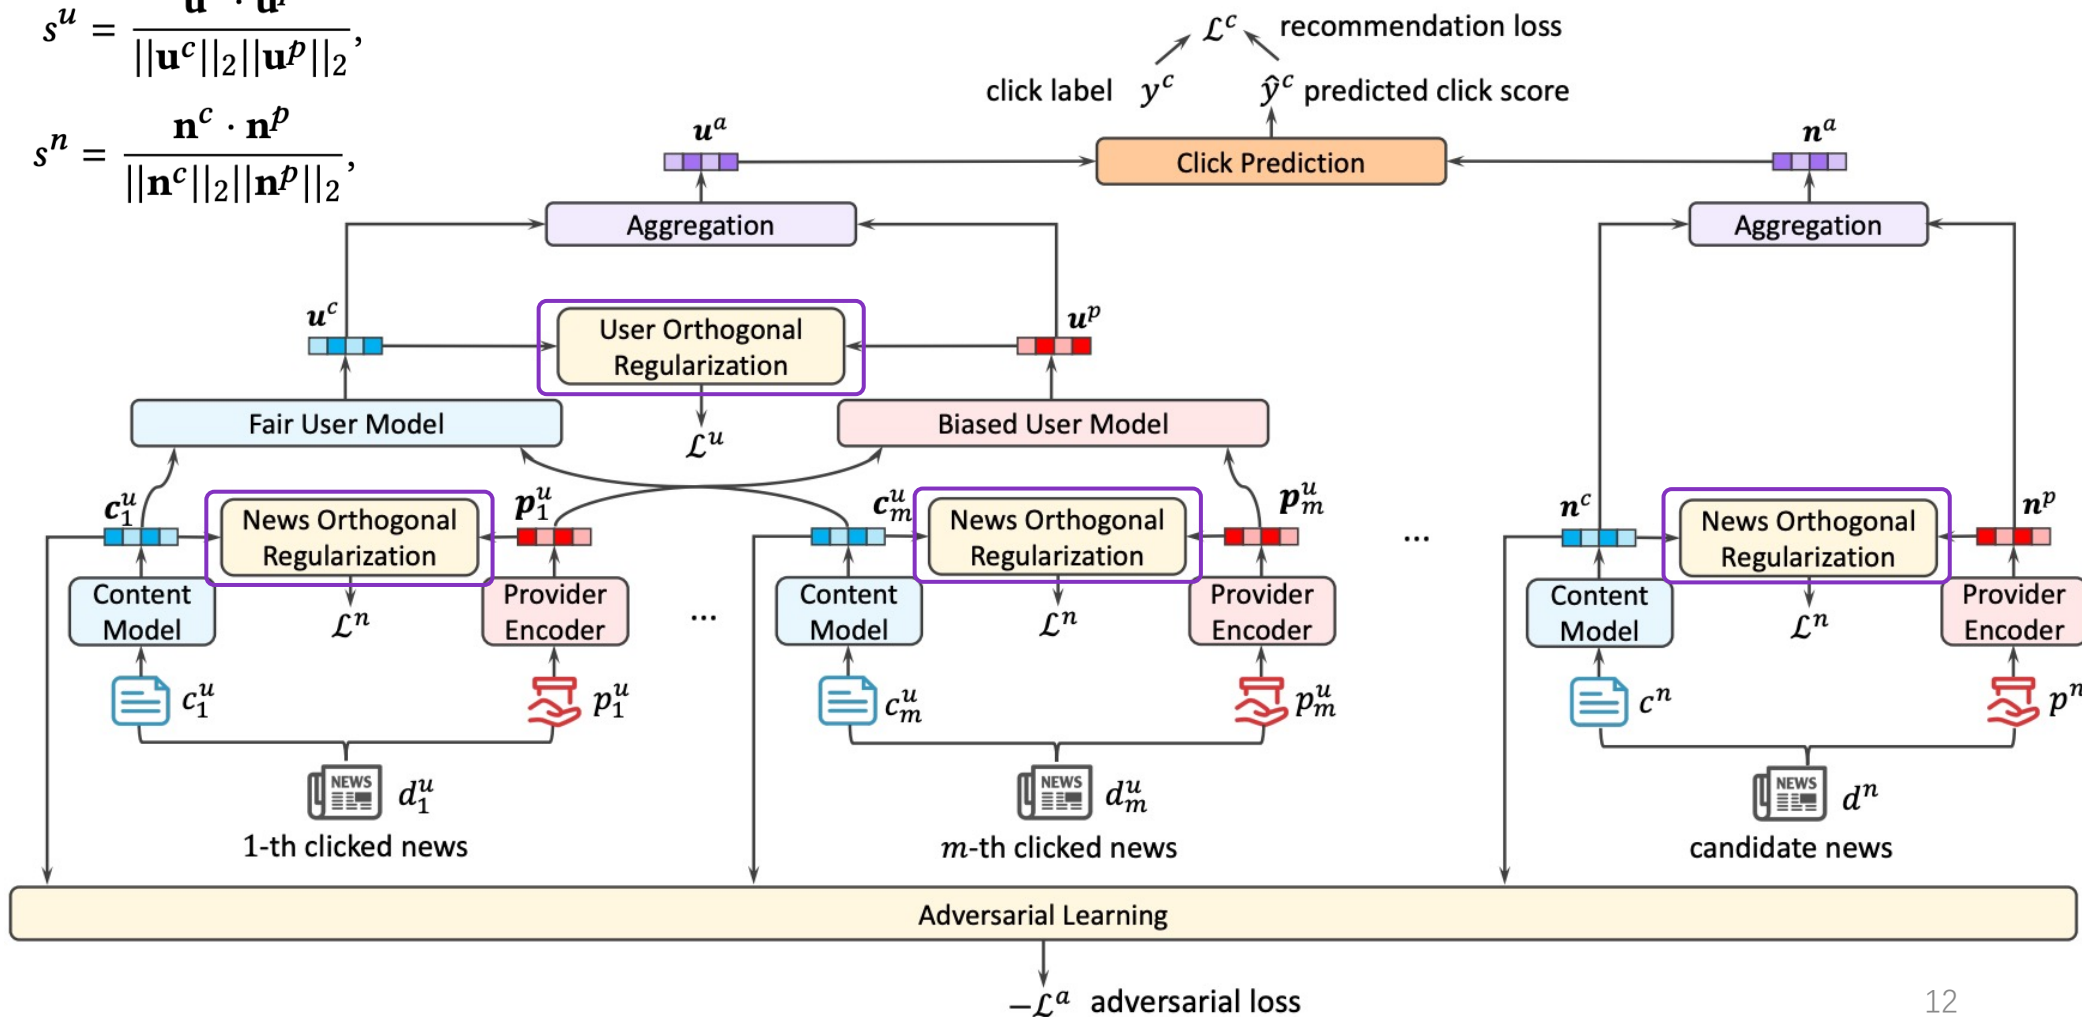 s^u = u^c · u^p / ||u^c||_2||u^p||_2,
s^n = n^c · n^p / ||n^c||_2||n^p||_2,
ℒ^c recommendation loss
click label y^c ŷ^c predicted click score
u^a
Click Prediction
n^a
Aggregation
Aggregation
u^c
User Orthogonal
Regularization
u^p
Fair User Model
ℒ^u
Biased User Model
c_1^u
News Orthogonal
Regularization
p_1^u
c_m^u
News Orthogonal
Regularization
p_m^u
...
n^c
News Orthogonal
Regularization
n^p
Content
Model
ℒ^n
Provider
Encoder
...
Content
Model
ℒ^n
Provider
Encoder
Content
Model
ℒ^n
Provider
Encoder
c_1^u
p_1^u
c_m^u
p_m^u
c^n
p^n
NEWS d_1^u
NEWS d_m^u
NEWS d^n
1-th clicked news
m-th clicked news
candidate news
Adversarial Learning
−ℒ^a adversarial loss
12